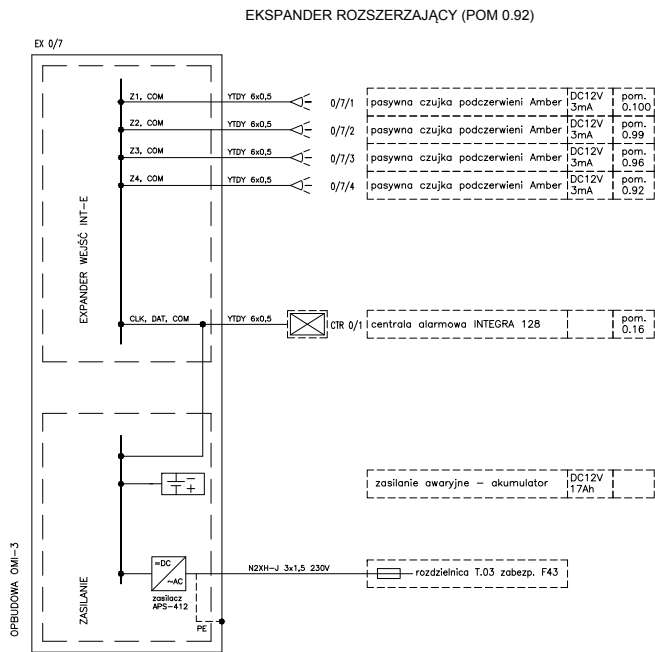 EKSPANDER ROZSZERZAJĄCY (POM 0.92)
EX 0/7
Z1, COM
YTDY 6x0,5
0/7/1
pasywna czujka podczerwieni Amber
DC12V
3mA
pom.
0.100
Z2, COM
YTDY 6x0,5
0/7/2
pasywna czujka podczerwieni Amber
DC12V
3mA
pom.
0.99
Z3, COM
YTDY 6x0,5
0/7/3
pasywna czujka podczerwieni Amber
DC12V
3mA
pom.
0.96
Z4, COM
YTDY 6x0,5
0/7/4
pasywna czujka podczerwieni Amber
DC12V
3mA
pom.
0.92
EXPANDER WEJŚĆ INT-E
CLK, DAT, COM
YTDY 6x0,5
CTR 0/1
centrala alarmowa INTEGRA 128
pom.
0.16
zasilanie awaryjne – akumulator
DC12V
17Ah
OPBUDOWA OMI-3
ZASILANIE
=DC
~AC
zasilacz
APS-412
PE
N2XH-J 3x1,5 230V
rozdzielnica T.03 zabezp. F43